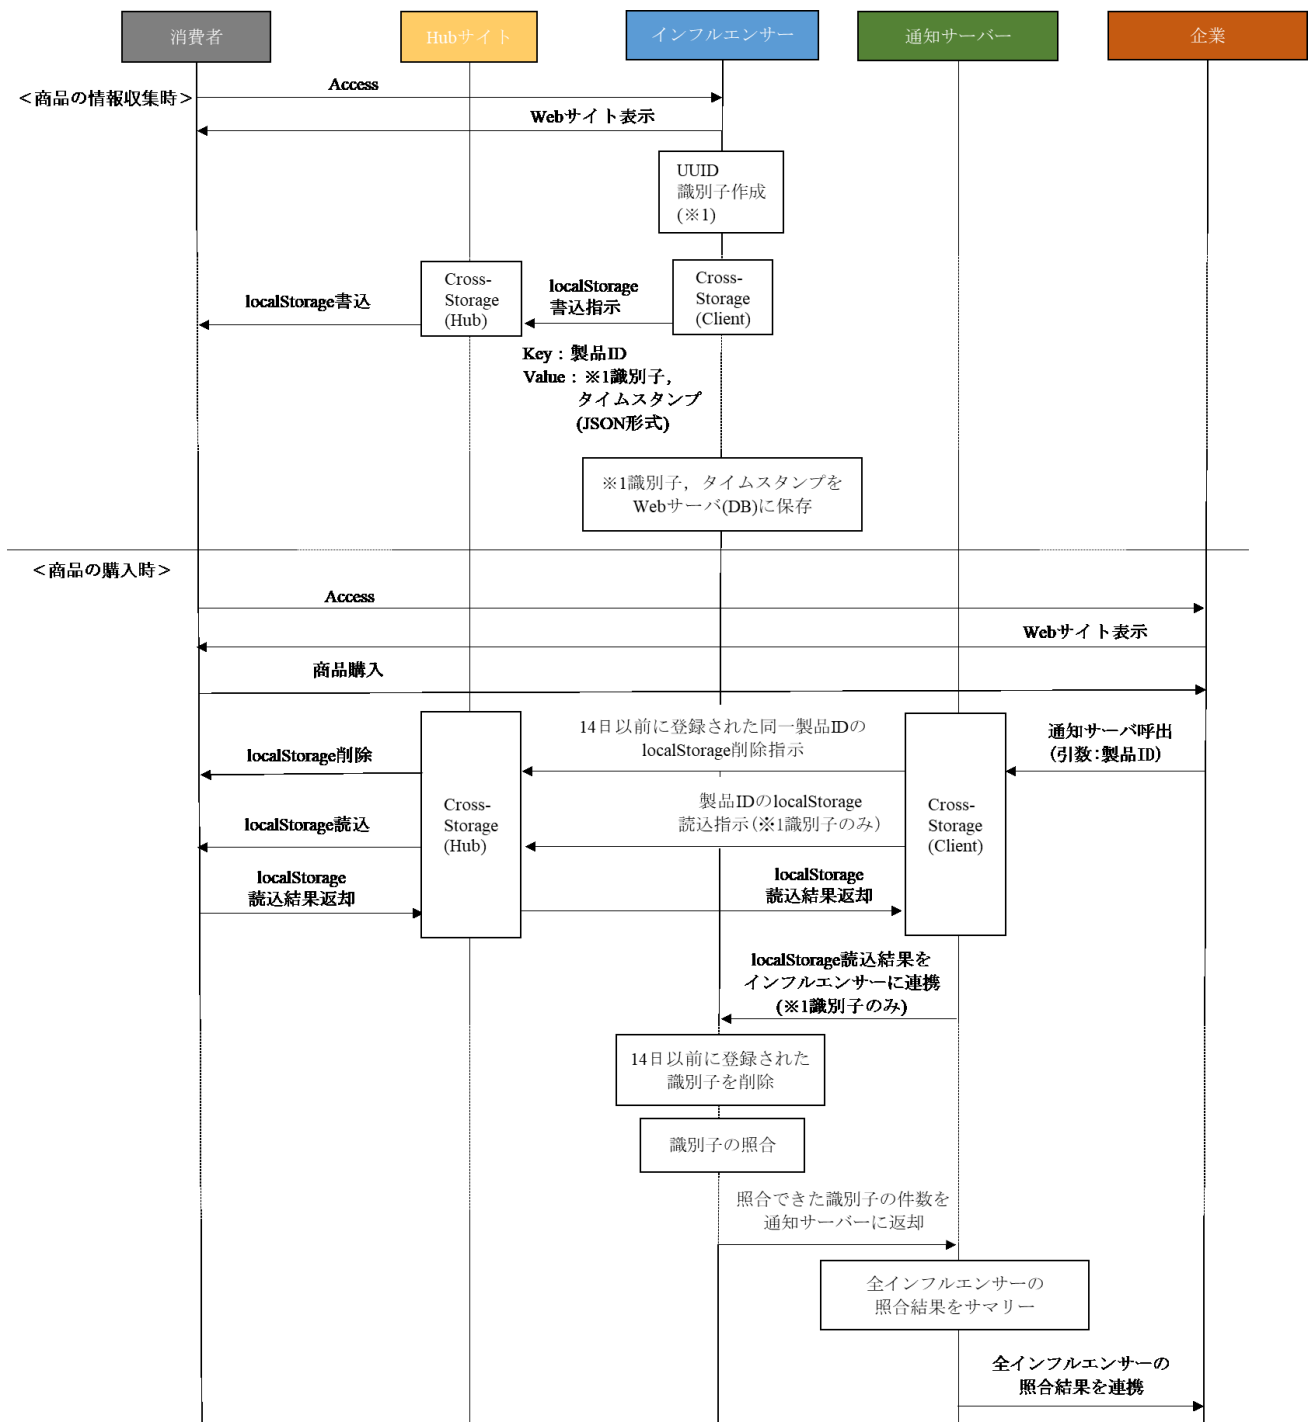 消費者
Hubサイト
インフルエンサー
通知サーバー
企業
＜商品の情報収集時＞
Access
Webサイト表示
UUID
識別子作成
(※1)
Cross-
Storage
(Client)
localStorage
書込指示
Cross-
Storage
(Hub)
localStorage書込
Key：製品ID
Value：※1識別子，
タイムスタンプ
(JSON形式)
※1識別子，タイムスタンプを
Webサーバ(DB)に保存
＜商品の購入時＞
Access
Webサイト表示
商品購入
通知サーバ呼出
(引数:製品ID)
14日以前に登録された同一製品IDの
localStorage削除指示
localStorage削除
製品IDのlocalStorage
読込指示(※1識別子のみ)
Cross-
Storage
(Hub)
Cross-
Storage
(Client)
localStorage読込
localStorage
読込結果返却
localStorage
読込結果返却
localStorage読込結果を
インフルエンサーに連携
(※1識別子のみ)
14日以前に登録された
識別子を削除
識別子の照合
照合できた識別子の件数を
通知サーバーに返却
全インフルエンサーの
照合結果をサマリー
全インフルエンサーの
照合結果を連携